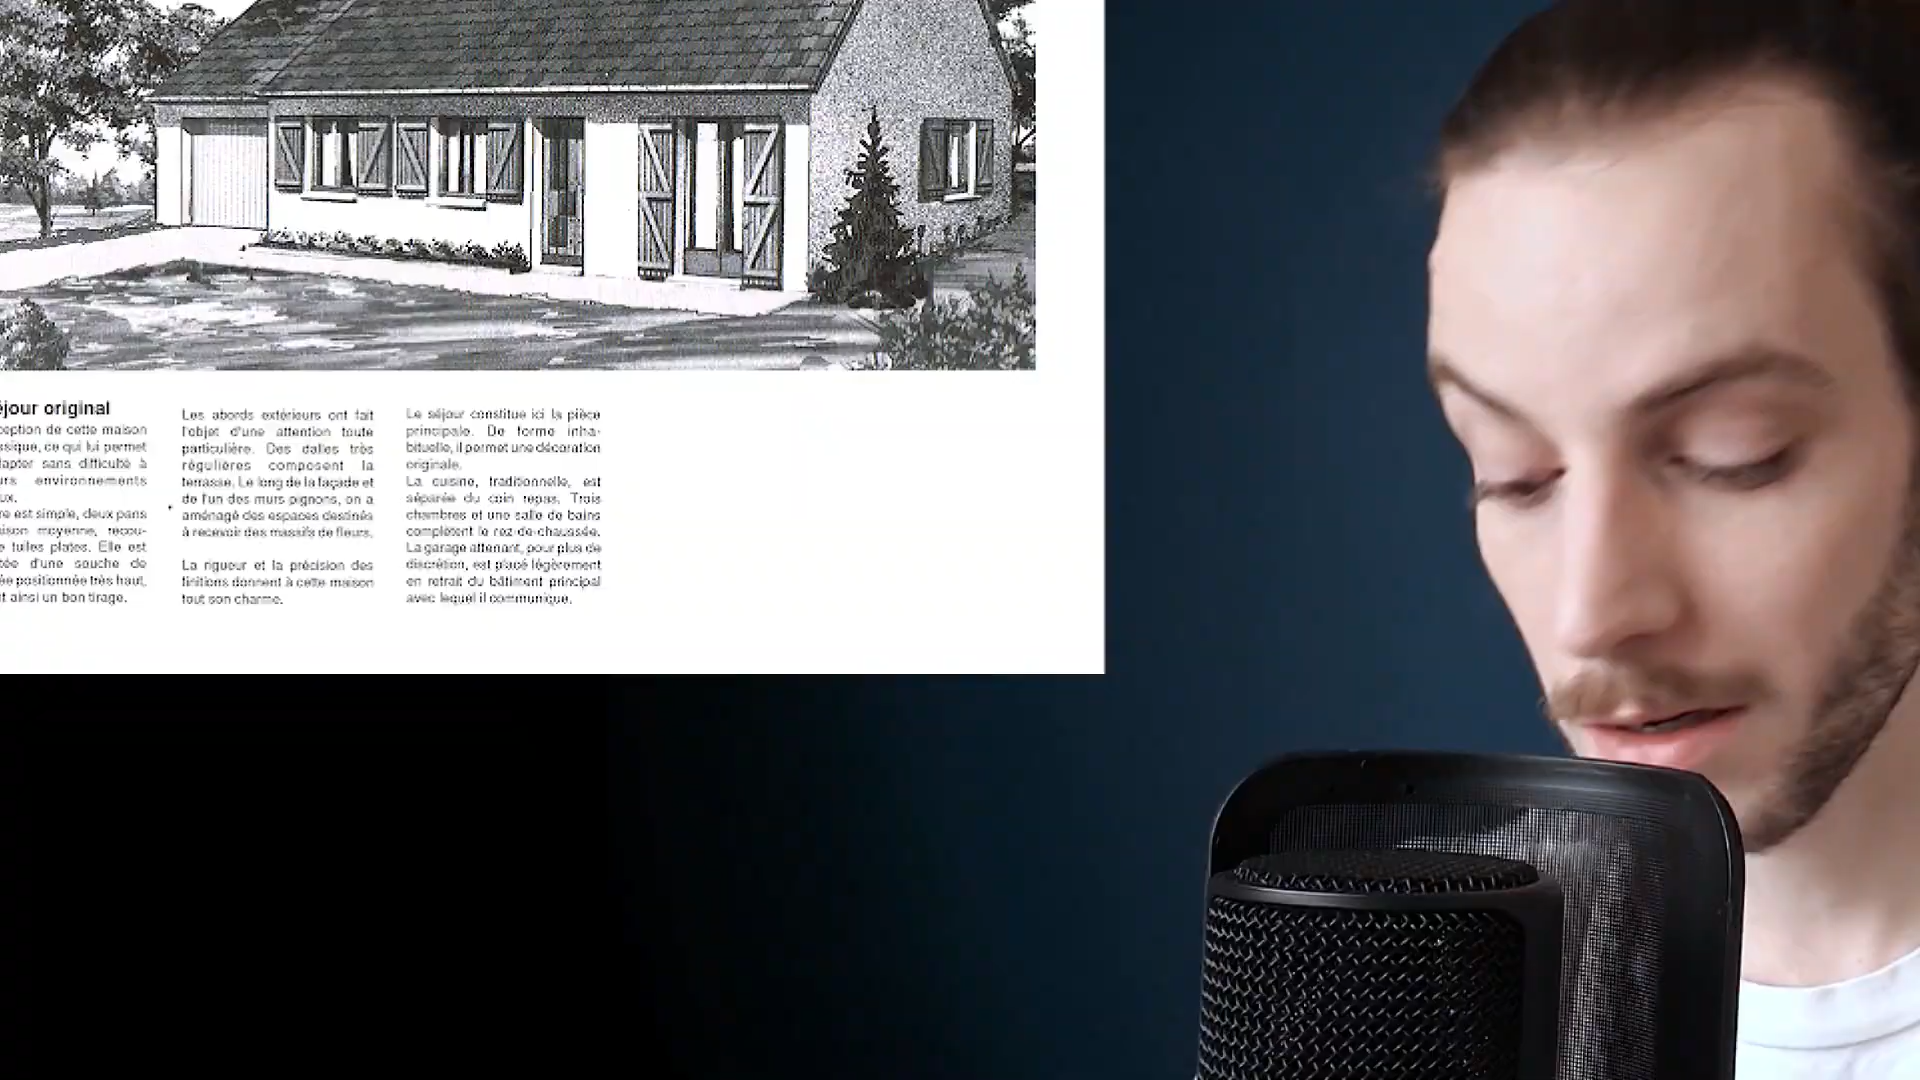 éjour original
ception de cette maison
ssique, ce qui lui permet
dapter sans difficulté à
urs environnements
ux.
re est simple, deux pans
ison moyenne, recou-
e tuiles plates. Elle est
tée d'une souche de
ée positionnée très haut,
t ainsi un bon tirage.
Les abords extérieurs ont fait
l'objet d'une attention toute
particulière. Des dalles très
régulières composent la
terrasse. Le long de la façade et
de l'un des murs pignons, on a
aménagé des espaces destinés
à recevoir des massifs de fleurs.
La rigueur et la précision des
finitions donnent à cette maison
tout son charme.
Le séjour constitue ici la pièce
principale. De forme inha-
bituelle, il permet une décoration
originale.
La cuisine, traditionnelle, est
séparée du coin repas. Trois
chambres et une salle de bains
complètent le rez-de-chaussée.
La garage attenant, pour plus de
discrétion, est placé légèrement
en retrait du bâtiment principal
avec lequel il communique.